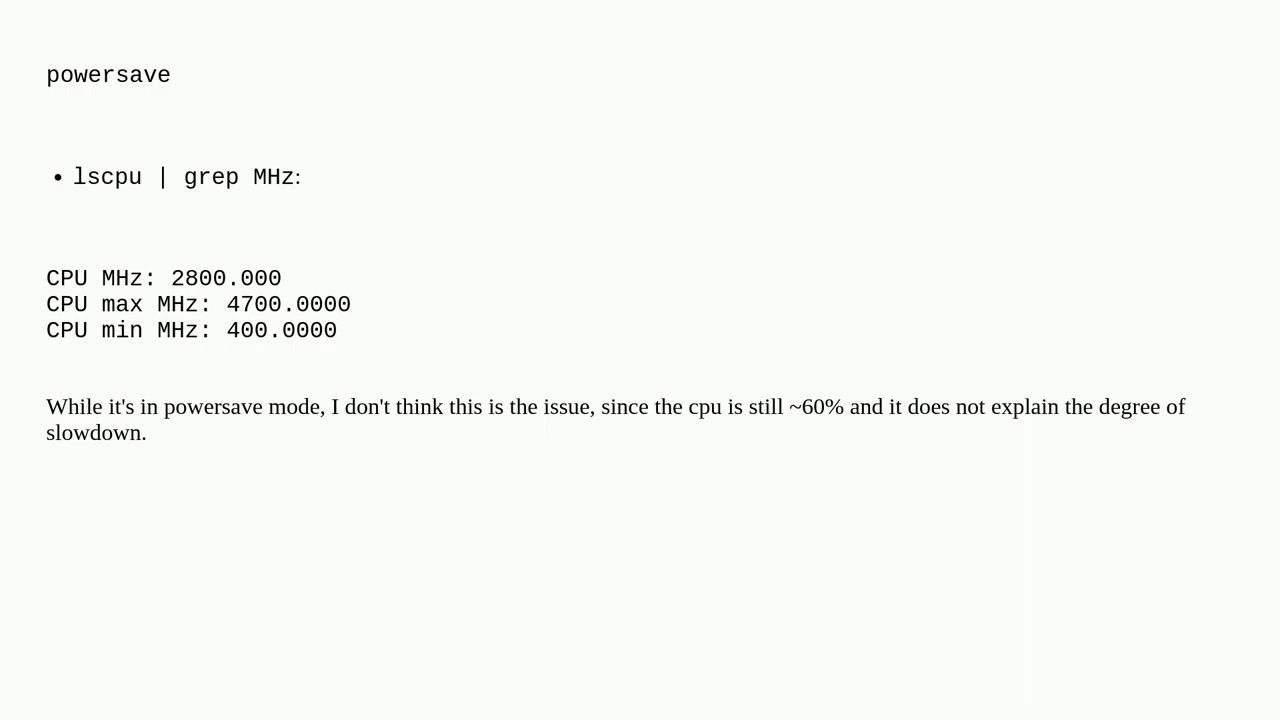 powersave
• lscpu | grep MHz:
CPU MHz: 2800.000
CPU max MHz: 4700.0000
CPU min MHz: 400.0000
While it's in powersave mode, I don't think this is the issue, since the cpu is still ~60% and it does not explain the degree of
slowdown.